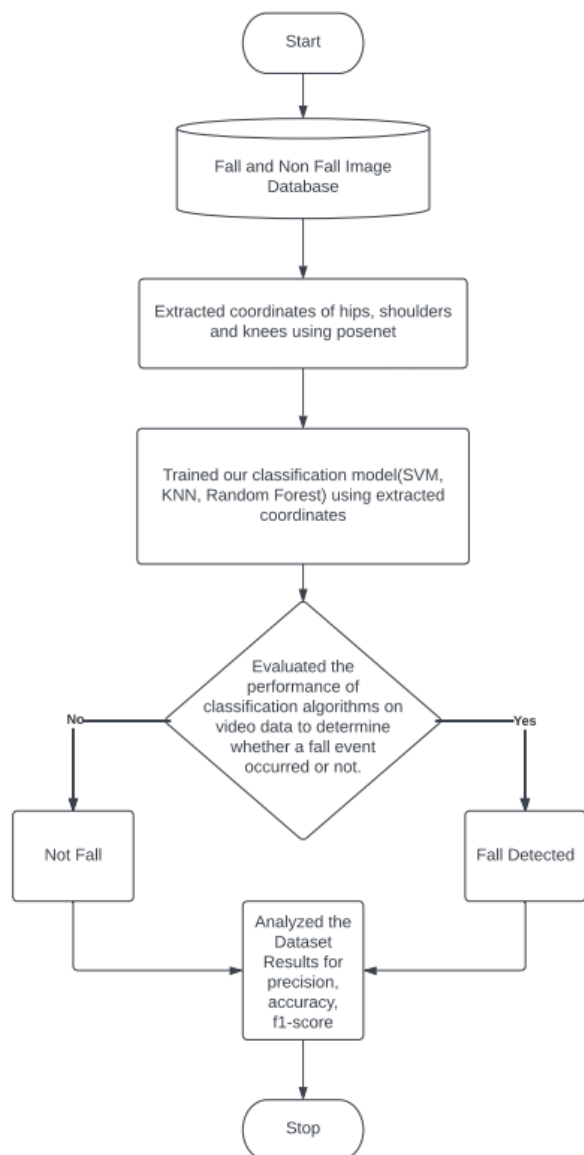 Start
Fall and Non Fall Image
Database
Extracted coordinates of hips, shoulders
and knees using posenet
Trained our classification model(SVM,
KNN, Random Forest) using extracted
coordinates
Evaluated the
performance of
classification algorithms on
video data to determine
whether a fall event
occurred or not.
No
Yes
Not Fall
Fall Detected
Analyzed the
Dataset
Results for
precision,
accuracy,
f1-score
Stop